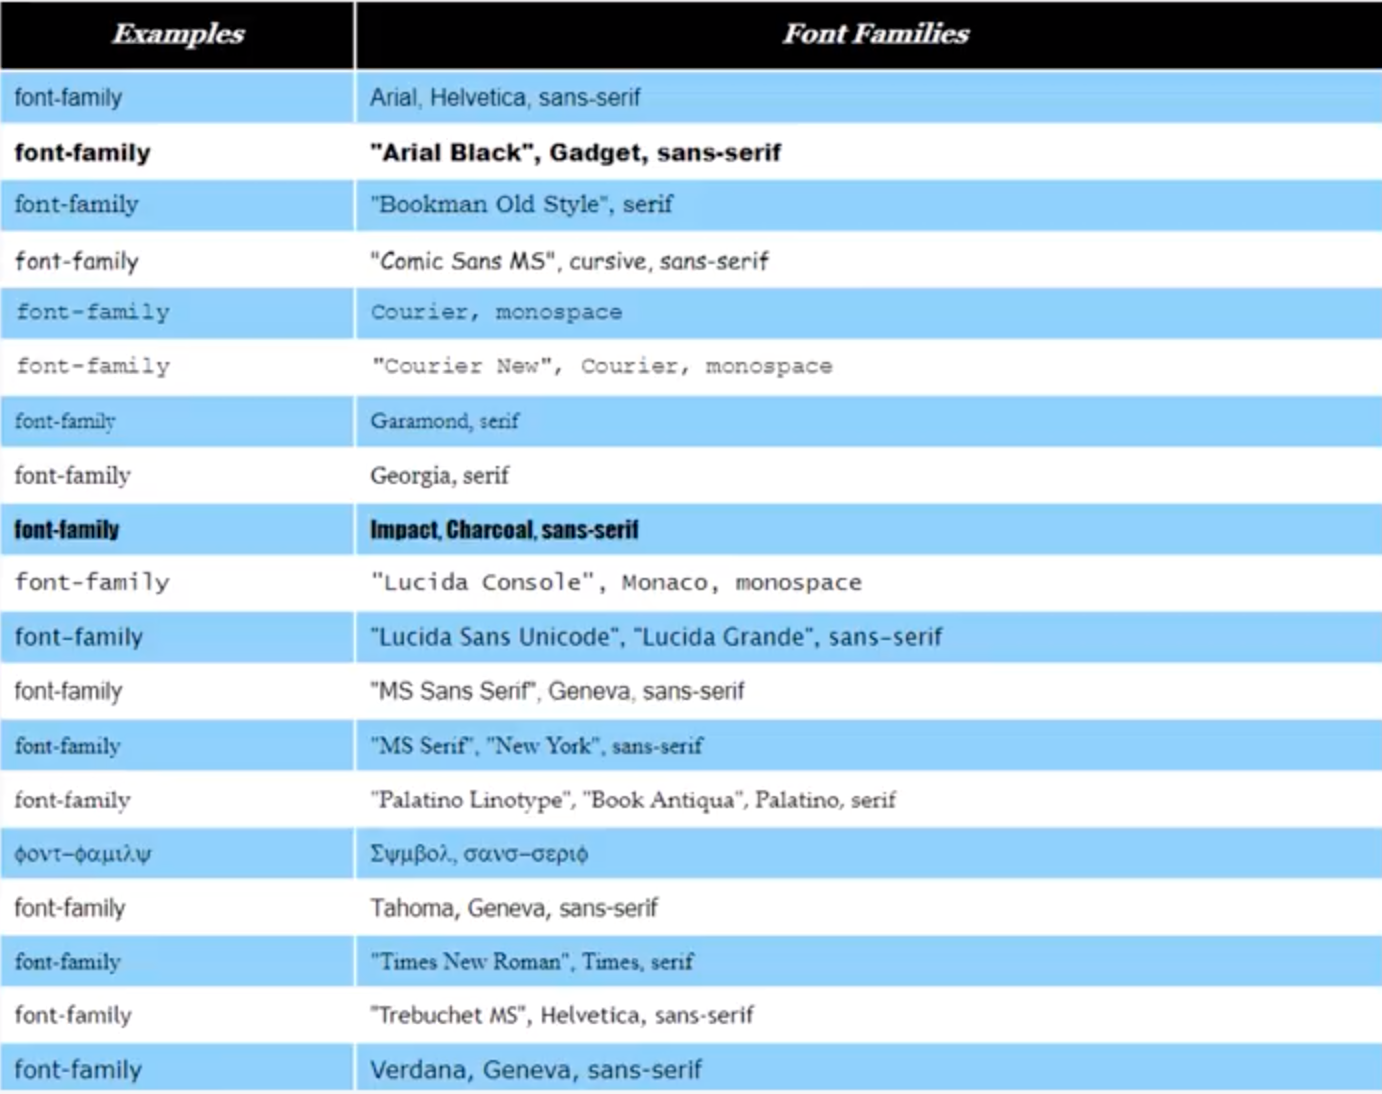 Examples Font Families
font-family Arial, Helvetica, sans-serif
font-family "Arial Black", Gadget, sans-serif
font-family "Bookman Old Style", serif
font-family "Comic Sans MS", cursive, sans-serif
font-family Courier, monospace
font-family "Courier New", Courier, monospace
font-family Garamond, serif
font-family Georgia, serif
font-family Impact, Charcoal, sans-serif
font-family "Lucida Console", Monaco, monospace
font-family "Lucida Sans Unicode", "Lucida Grande", sans-serif
font-family "MS Sans Serif", Geneva, sans-serif
font-family "MS Serif", "New York", sans-serif
font-family "Palatino Linotype", "Book Antiqua", Palatino, serif
φοντ–φαμιλψ Σψμβολ, σανσ–σεριφ
font-family Tahoma, Geneva, sans-serif
font-family "Times New Roman", Times, serif
font-family "Trebuchet MS", Helvetica, sans-serif
font-family Verdana, Geneva, sans-serif